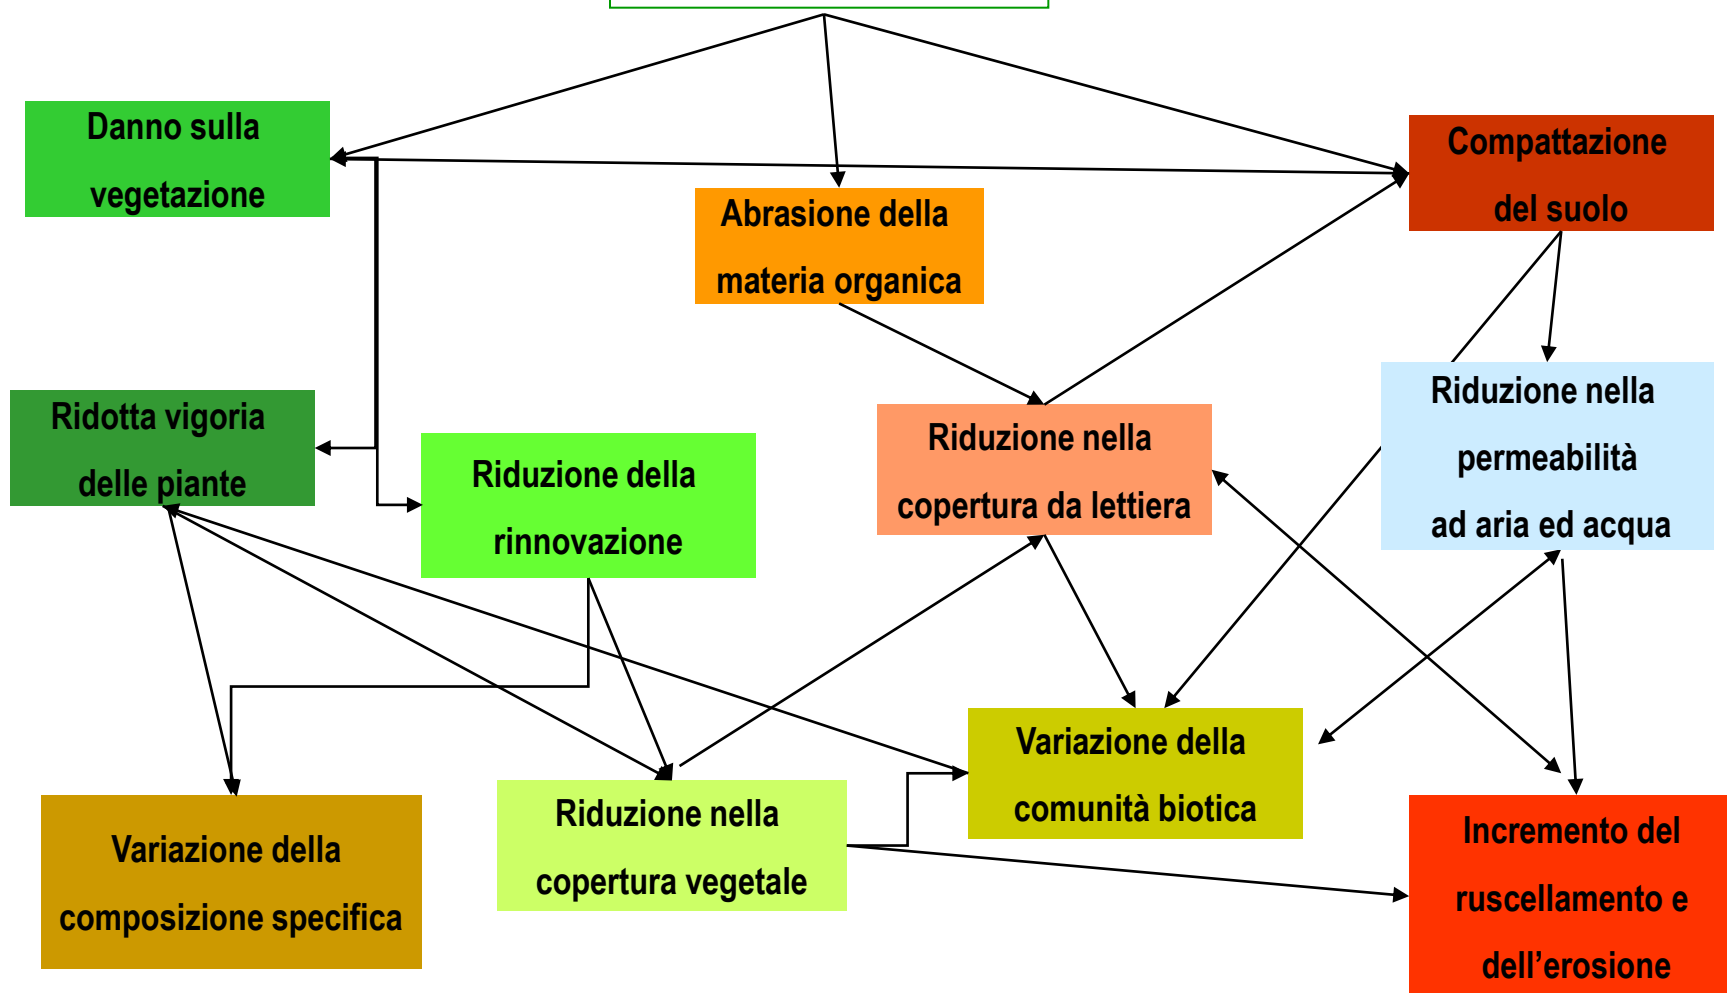 Danno sulla
vegetazione
Compattazione
del suolo
Abrasione della
materia organica
Ridotta vigoria
delle piante
Riduzione della
rinnovazione
Riduzione nella
copertura da lettiera
Riduzione nella
permeabilità
ad aria ed acqua
Variazione della
composizione specifica
Riduzione nella
copertura vegetale
Variazione della
comunità biotica
Incremento del
ruscellamento e
dell’erosione